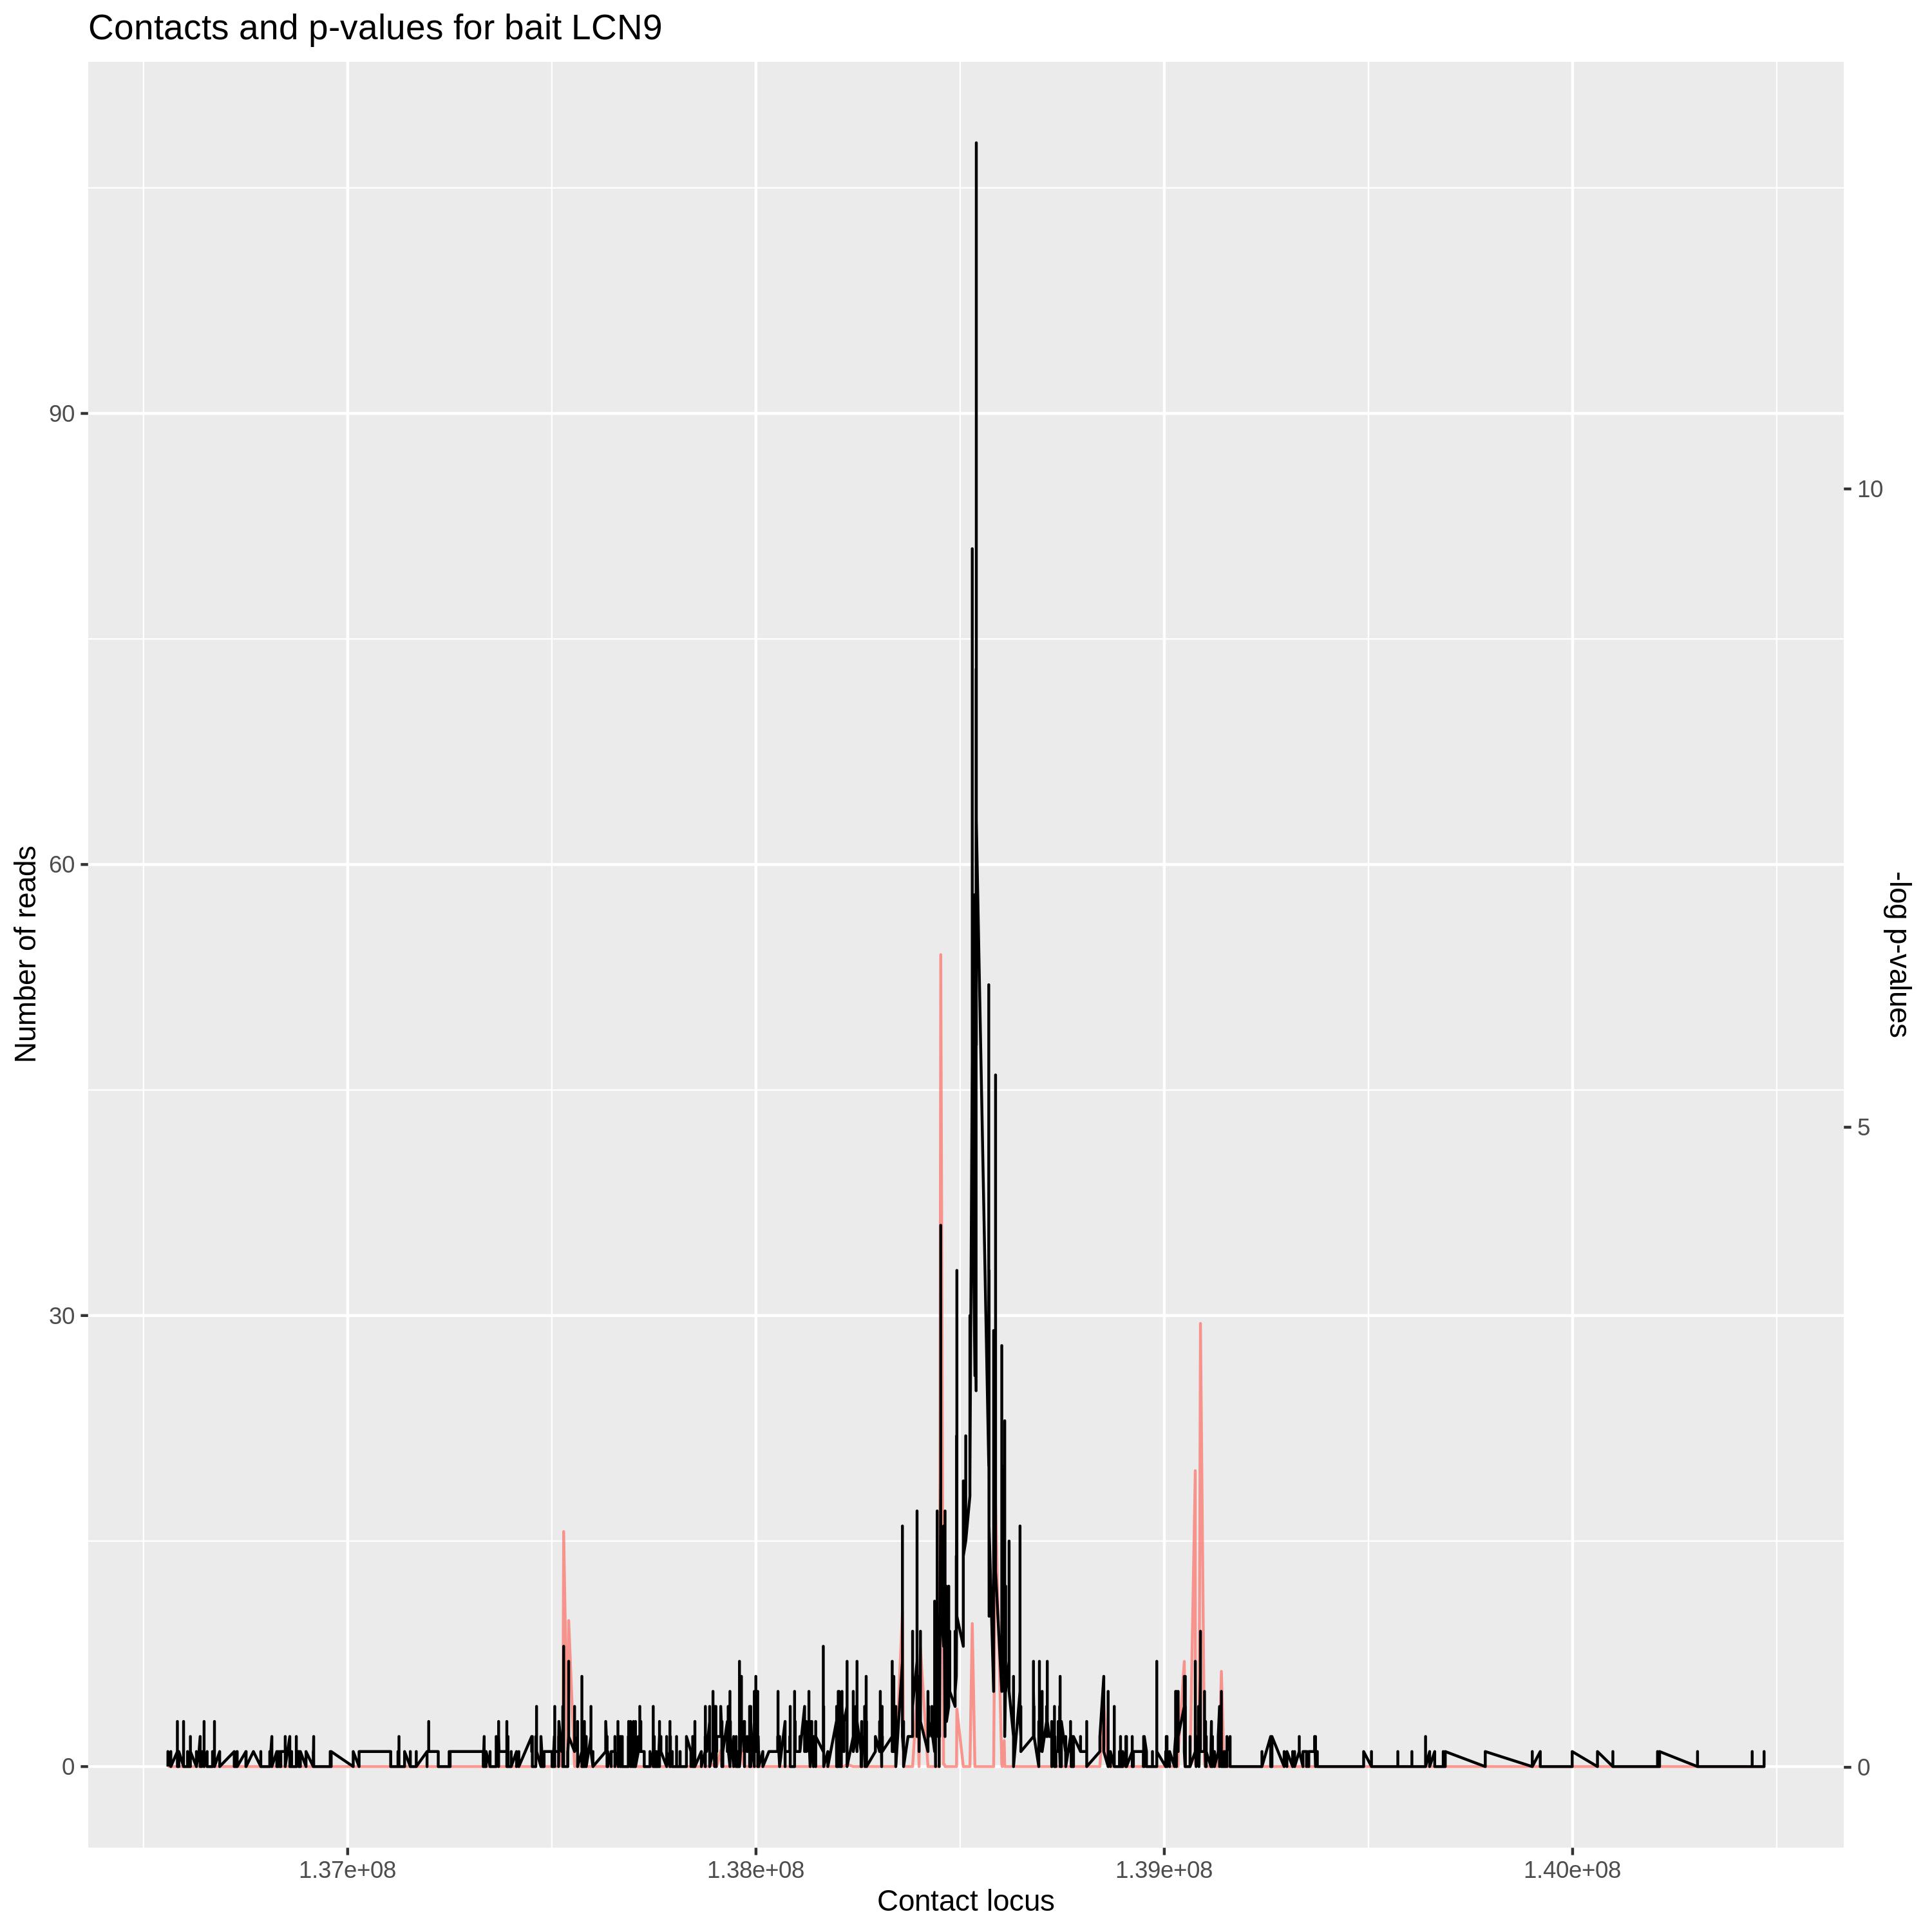 Contacts and p-values for bait LCN9
90
60
30
0
10
5
0
Number of reads
-log p-values
1.37e+08
1.38e+08
1.39e+08
1.40e+08
Contact locus